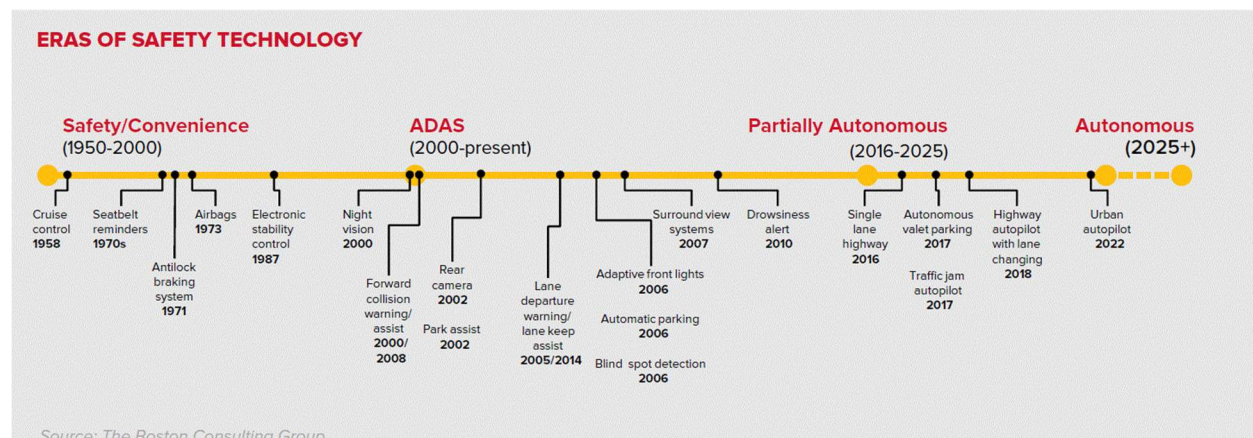 ERAS OF SAFETY TECHNOLOGY
Safety/Convenience
(1950-2000)
ADAS
(2000-present)
Partially Autonomous
(2016-2025)
Autonomous
(2025+)
Cruise
control
1958
Seatbelt
reminders
1970s
Antilock
braking
system
1971
Airbags
1973
Electronic
stability
control
1987
Night
vision
2000
Forward
collision
warning/
assist
2000/
2008
Rear
camera
2002
Park assist
2002
Lane
departure
warning/
lane keep
assist
2005/2014
Adaptive front lights
2006
Automatic parking
2006
Blind spot detection
2006
Surround view
systems
2007
Drowsiness
alert
2010
Single
lane
highway
2016
Autonomous
valet parking
2017
Traffic jam
autopilot
2017
Highway
autopilot
with lane
changing
2018
Urban
autopilot
2022
Source: The Boston Consulting Group